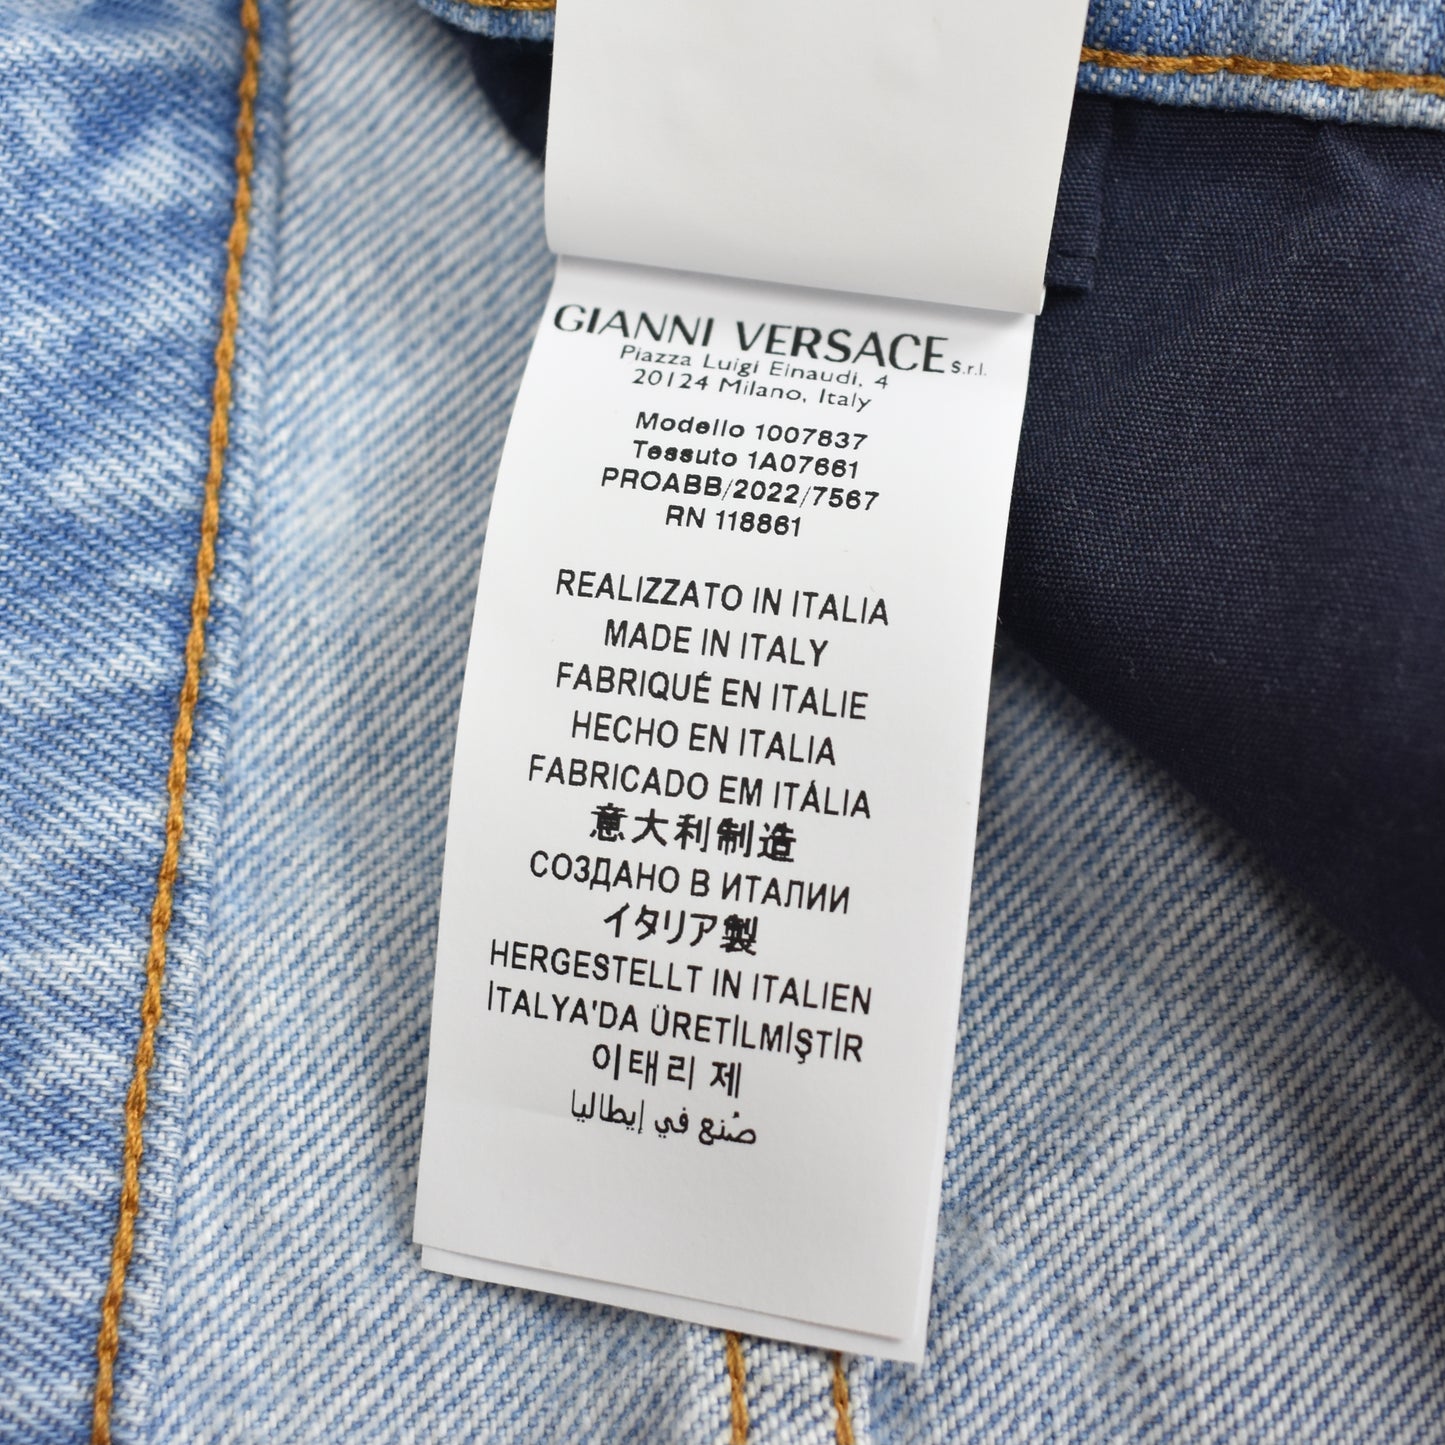 GIANNI VERSACE S.r.l.
Piazza Luigi Einaudi, 4
20124 Milano, Italy
Modello 1007837
Tessuto 1A07661
PROABB/2022/7567
RN 118861
REALIZZATO IN ITALIA
MADE IN ITALY
FABRIQUÉ EN ITALIE
HECHO EN ITALIA
FABRICADO EM ITÁLIA
意大利制造
СОЗДАНО В ИТАЛИИ
イタリア製
HERGESTELLT IN ITALIEN
İTALYA'DA ÜRETİLMİŞTİR
이태리 제
صُنع في إيطاليا